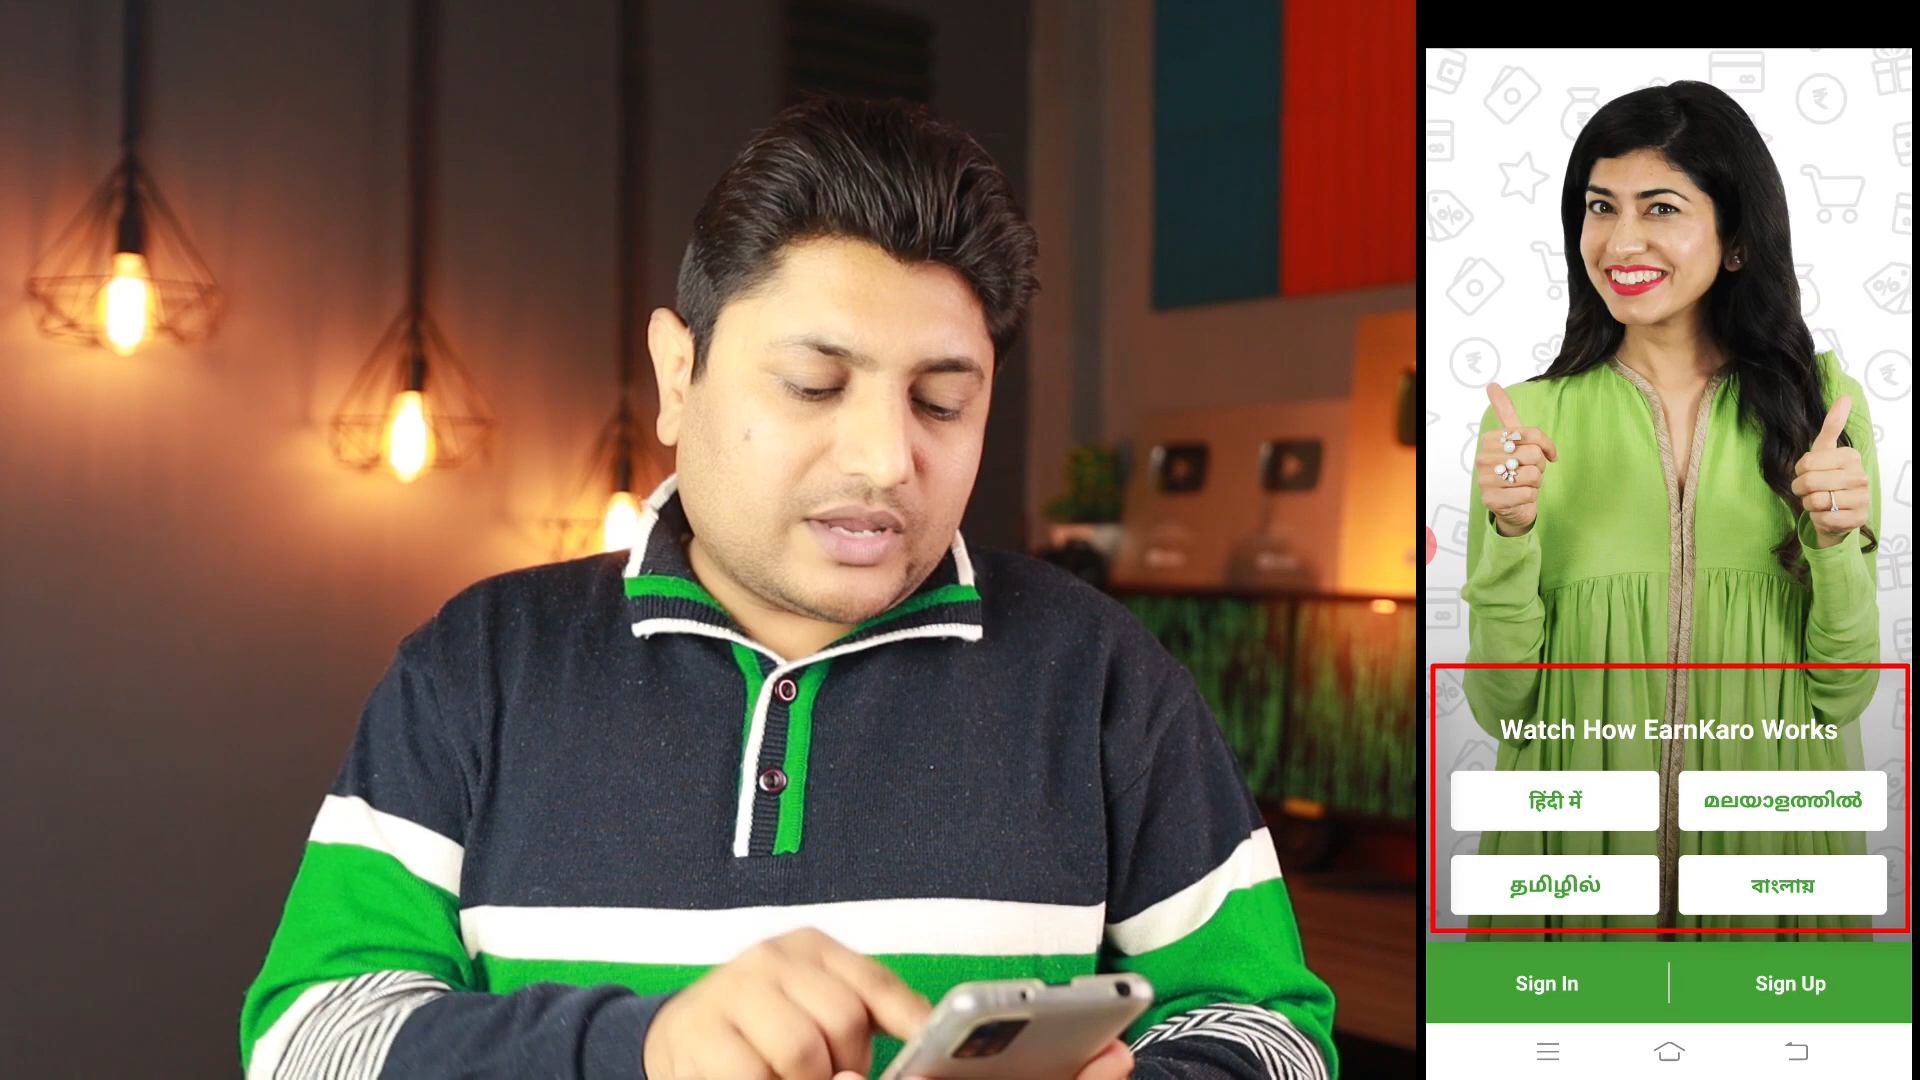 Watch How EarnKaro Works
हिंदी में
മലയാളത്തിൽ
தமிழில்
বাংলায়
Sign In
Sign Up